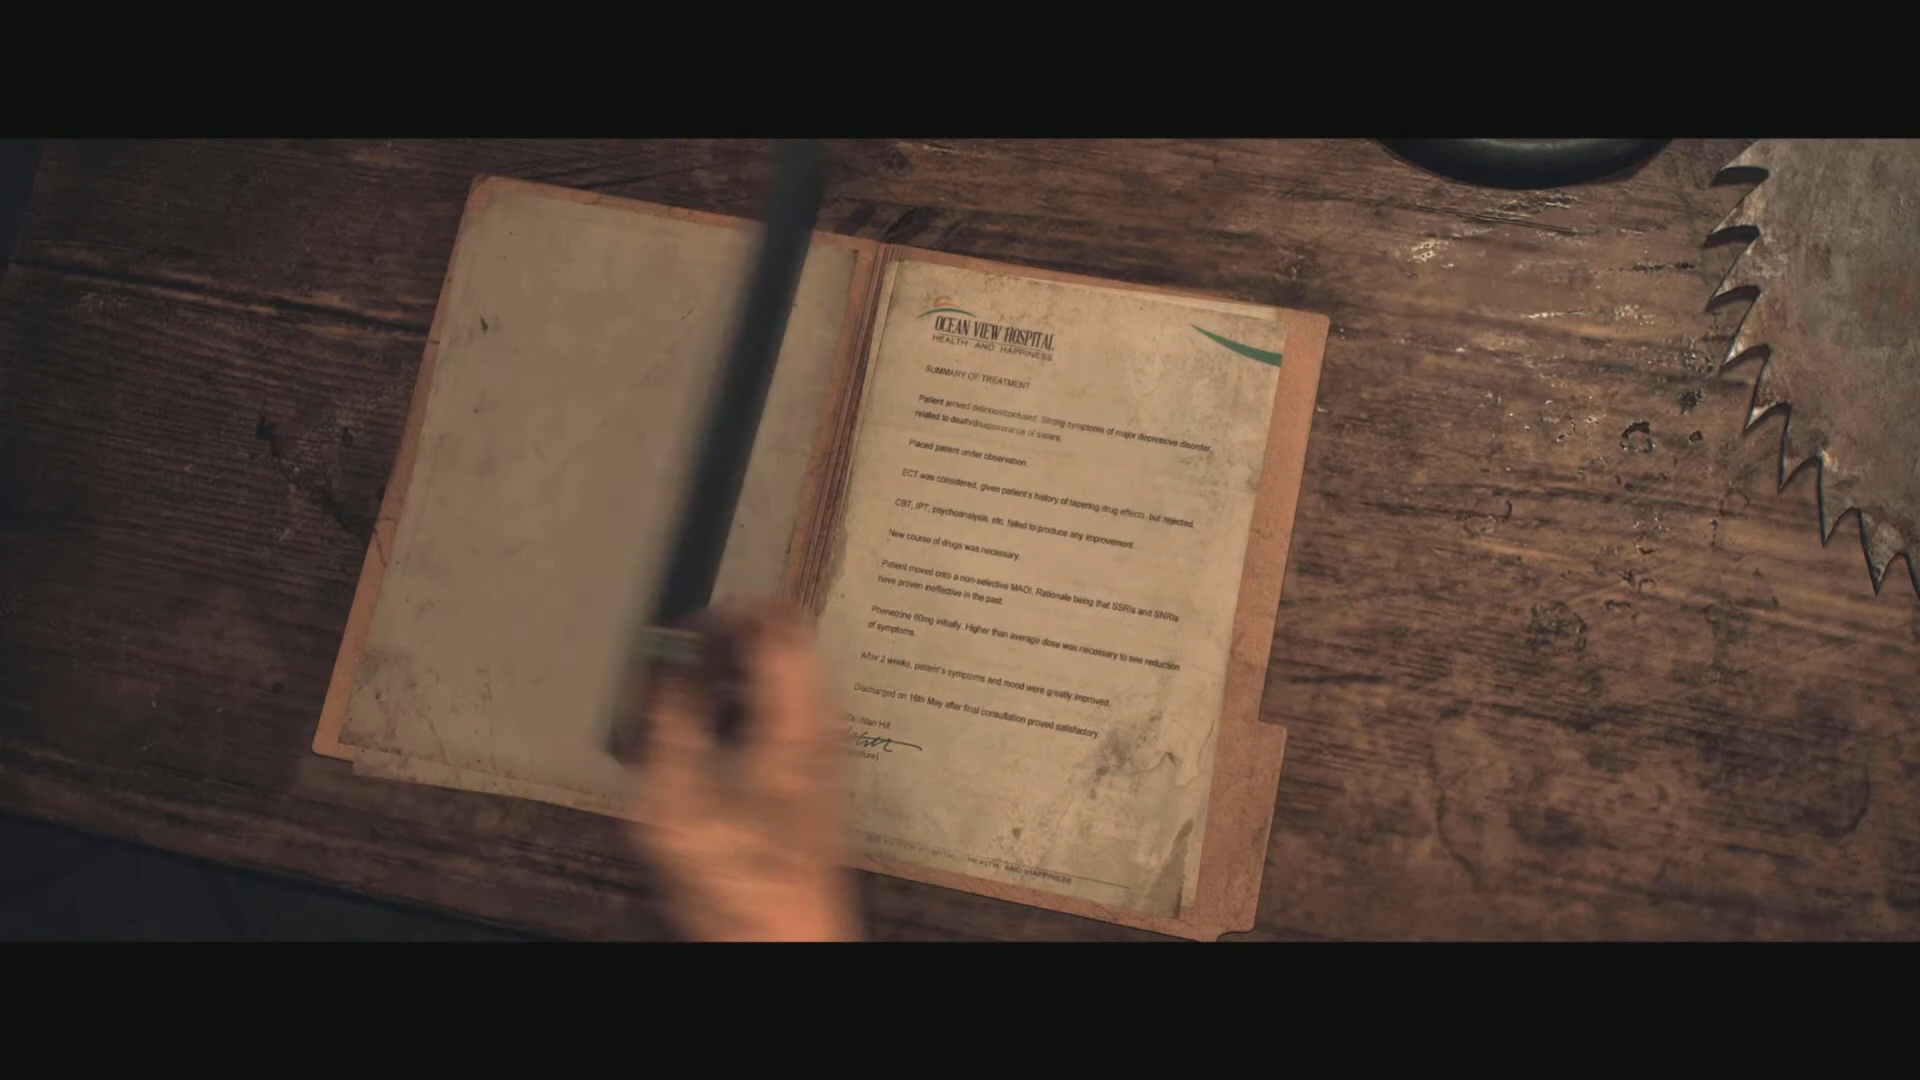 OCEAN VIEW HOSPITAL
HEALTH AND HAPPINESS
SUMMARY OF TREATMENT
Patient arrived delirious/confused. Strong symptoms of major depressive disorder,
related to death/disappearance of sisters.
Placed patient under observation.
ECT was considered, given patient's history of tapering drug effects, but rejected.
CBT, IPT, psychoanalysis, etc. failed to produce any improvement.
New course of drugs was necessary.
Patient moved onto a non-selective MAOI. Rationale being that SSRIs and SNRIs
have proven ineffective in the past.
Phenelzine 60mg initially. Higher than average dose was necessary to see reduction
of symptoms.
After 2 weeks, patient's symptoms and mood were greatly improved.
Discharged on 16th May after final consultation proved satisfactory.
Dr. Alan Hill
HEALTH AND HAPPINESS